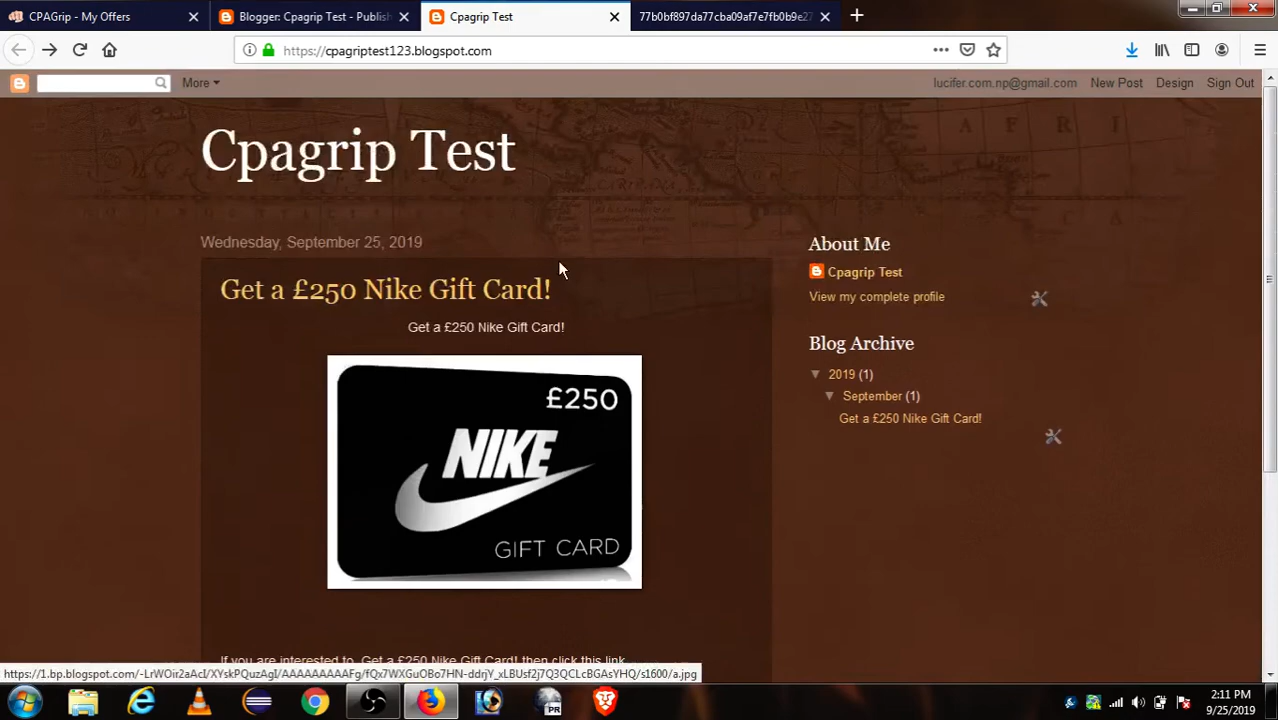 CPAGrip - My Offers
Blogger: Cpagrip Test - Publish
Cpagrip Test
77b0bf897da77cba09af7e7fb0b9e27
https://cpagriptest123.blogspot.com
More
lucifer.com.np@gmail.com
New Post
Design
Sign Out
Cpagrip Test
Wednesday, September 25, 2019
Get a £250 Nike Gift Card!
Get a £250 Nike Gift Card!
£250
NIKE
GIFT CARD
If you are interested to Get a £250 Nike Gift Card! then click this link
About Me
Cpagrip Test
View my complete profile
Blog Archive
2019 (1)
September (1)
Get a £250 Nike Gift Card!
PR
2:11 PM
9/25/2019